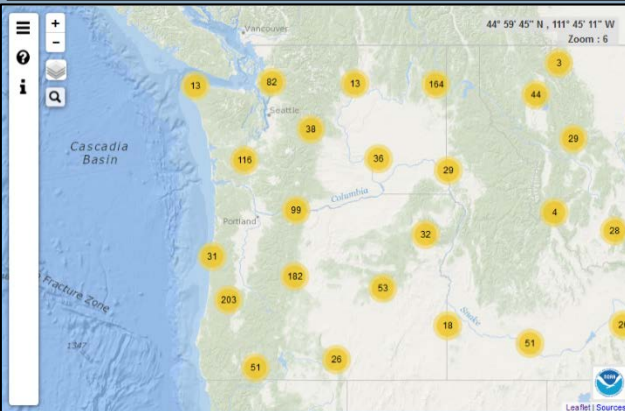 Vancouver
44° 59' 45" N , 111° 45' 11" W
Zoom : 6
+
−
?
i
3
13
82
13
164
44
Seattle
38
29
Cascadia
Basin
116
36
29
Columbia
99
4
Portland
32
28
31
182
53
Fracture Zone
203
18
Snake
51
1347
51
26
NOAA
Leaflet | Sources